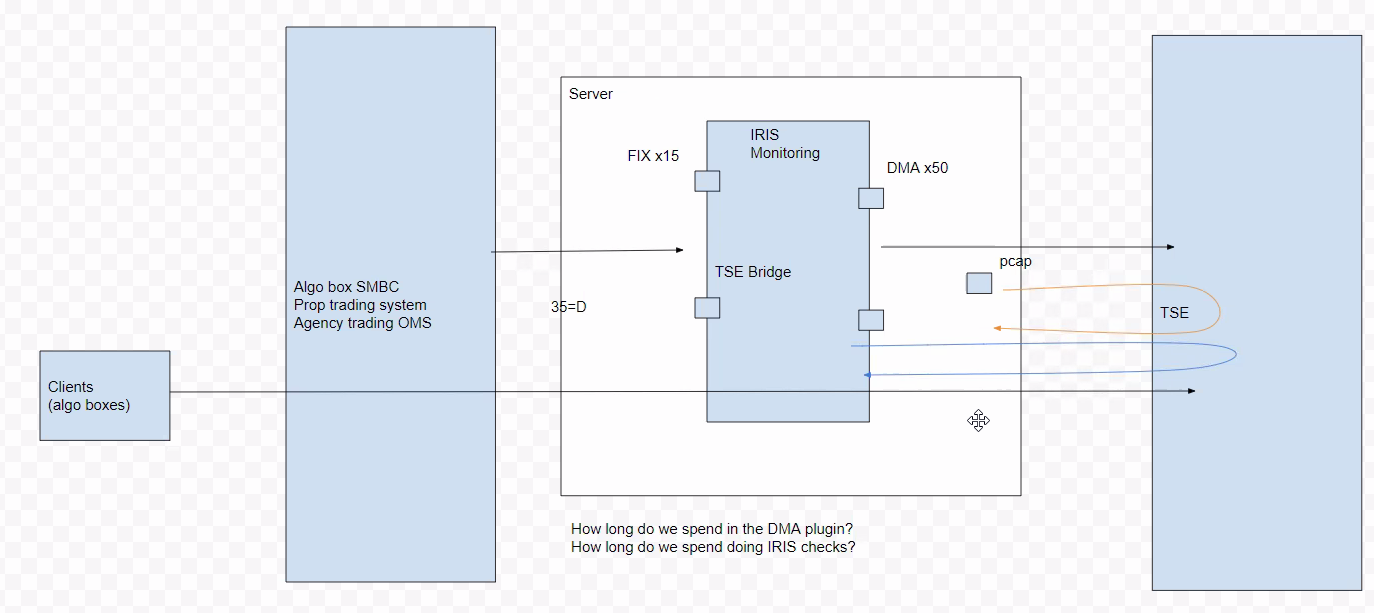 Server
IRIS
Monitoring
FIX x15
DMA x50
pcap
TSE Bridge
Algo box SMBC
Prop trading system
Agency trading OMS
35=D
TSE
Clients
(algo boxes)
How long do we spend in the DMA plugin?
How long do we spend doing IRIS checks?